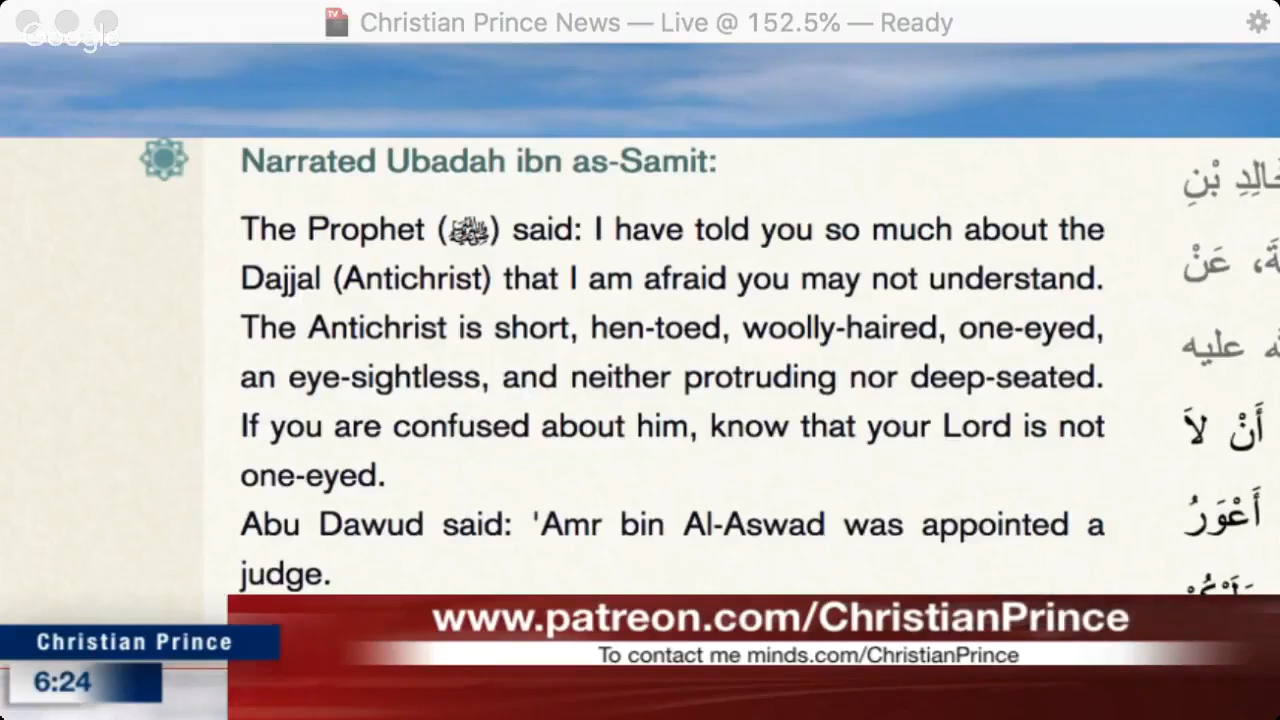 Christian Prince News — Live @ 152.5% — Ready
Google
Narrated Ubadah ibn as-Samit:
The Prophet (ﷺ) said: I have told you so much about the
Dajjal (Antichrist) that I am afraid you may not understand.
The Antichrist is short, hen-toed, woolly-haired, one-eyed,
an eye-sightless, and neither protruding nor deep-seated.
If you are confused about him, know that your Lord is not
one-eyed.
Abu Dawud said: 'Amr bin Al-Aswad was appointed a
judge.
خَالِدِ بْنِ
عَنْ
عليه
أَنْ لاَ
أَعْوَرُ
www.patreon.com/ChristianPrince
To contact me minds.com/ChristianPrince
Christian Prince
6:24